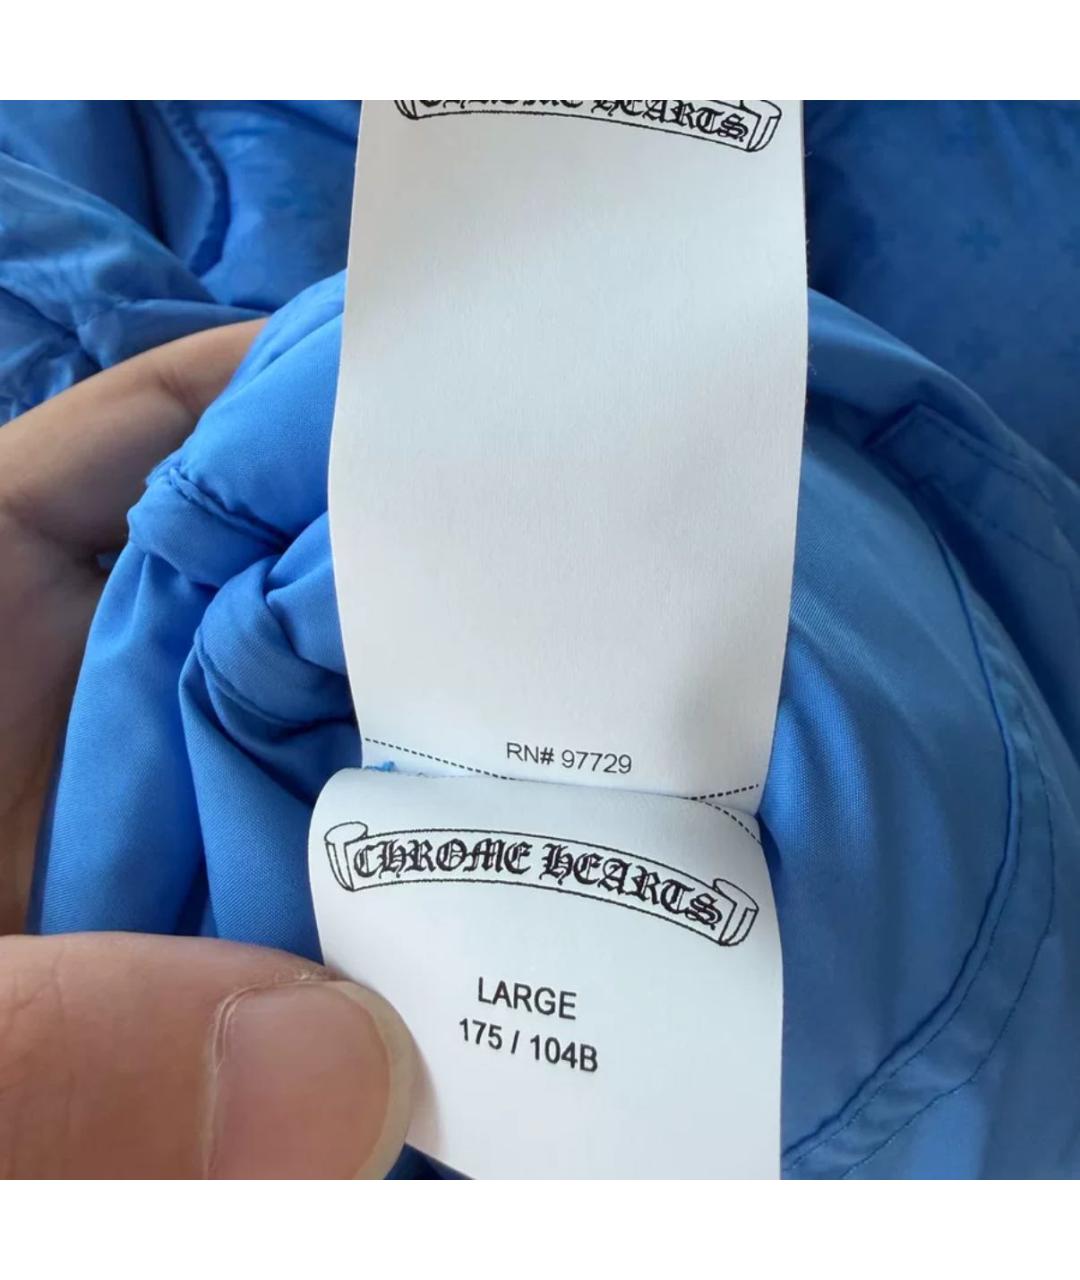 CHROME HEARTS
RN# 97729
CHROME HEARTS
LARGE
175 / 104B